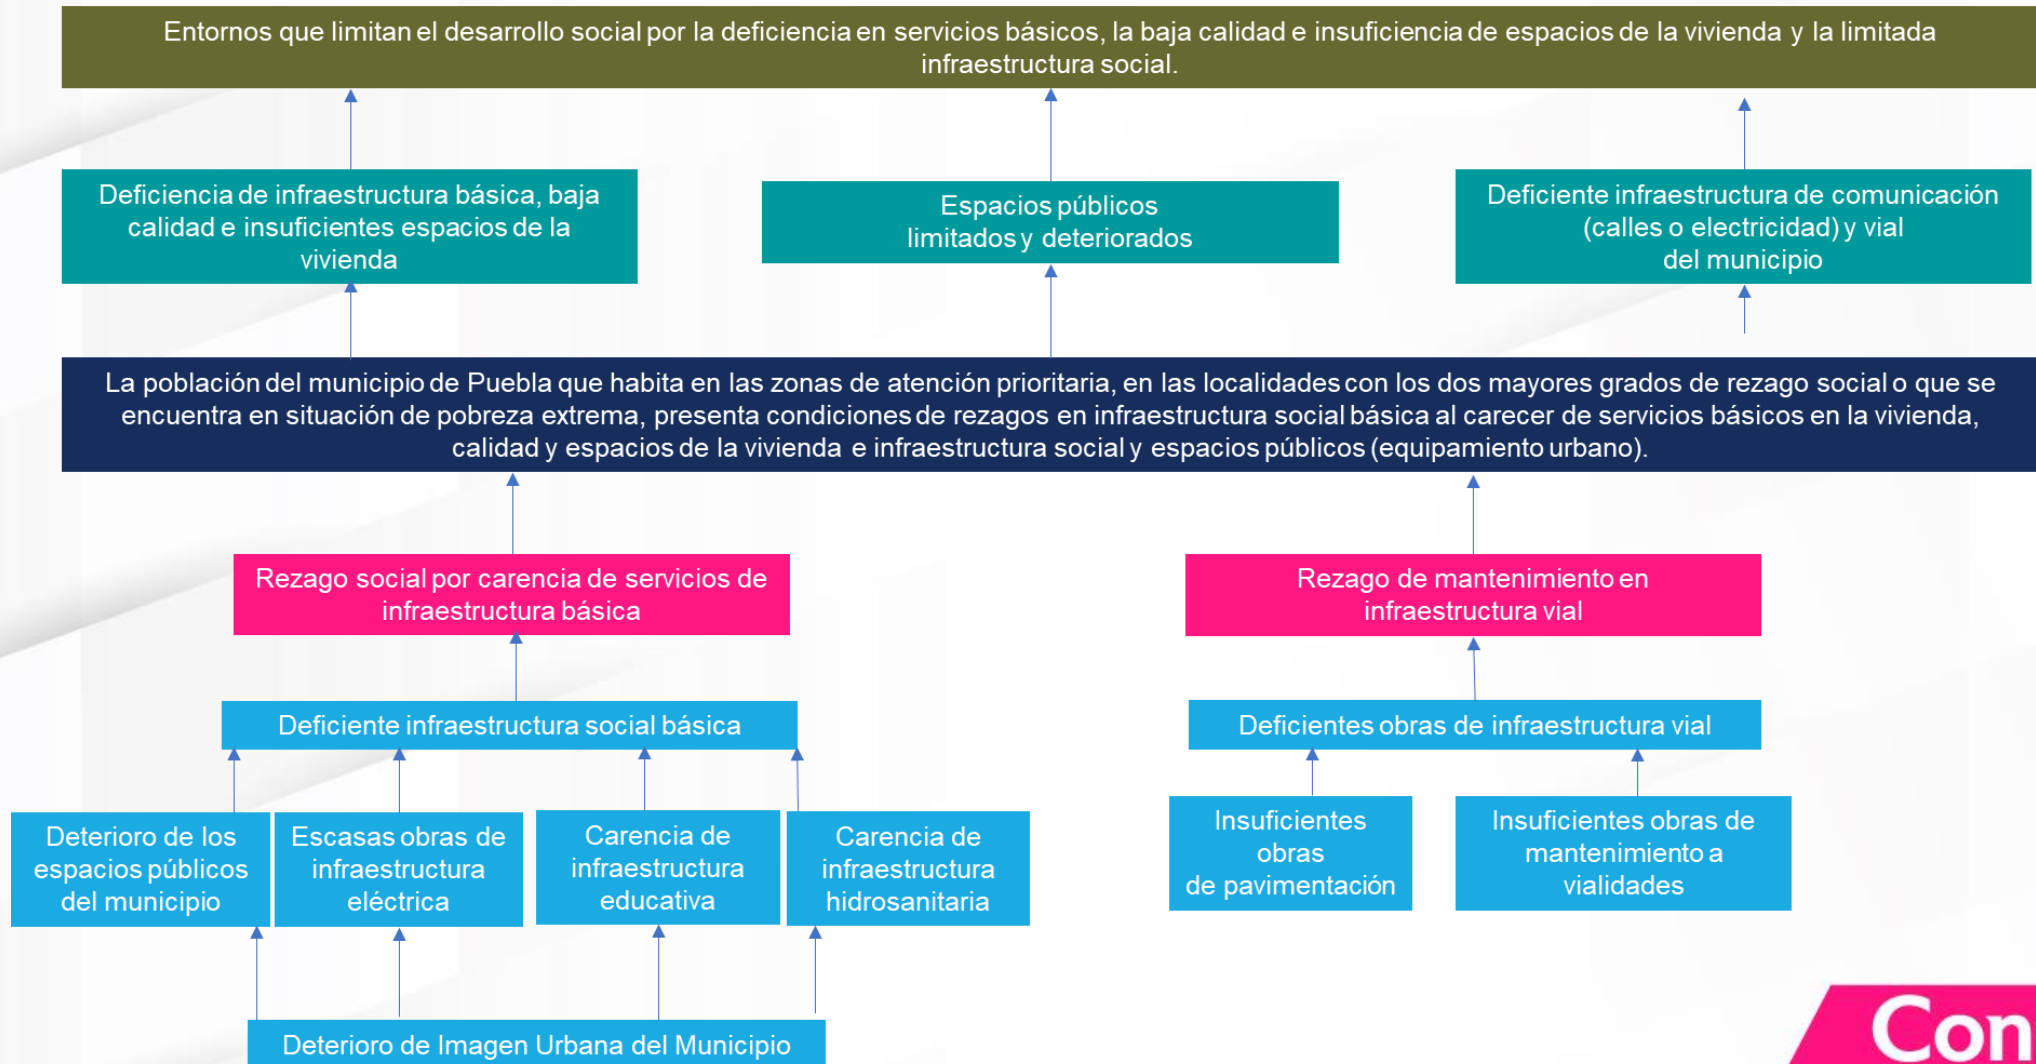 Entornos que limitan el desarrollo social por la deficiencia en servicios básicos, la baja calidad e insuficiencia de espacios de la vivienda y la limitada
infraestructura social.
Deficiencia de infraestructura básica, baja
calidad e insuficientes espacios de la
vivienda
Espacios públicos
limitados y deteriorados
Deficiente infraestructura de comunicación
(calles o electricidad) y vial
del municipio
La población del municipio de Puebla que habita en las zonas de atención prioritaria, en las localidades con los dos mayores grados de rezago social o que se
encuentra en situación de pobreza extrema, presenta condiciones de rezagos en infraestructura social básica al carecer de servicios básicos en la vivienda,
calidad y espacios de la vivienda e infraestructura social y espacios públicos (equipamiento urbano).
Rezago social por carencia de servicios de
infraestructura básica
Rezago de mantenimiento en
infraestructura vial
Deficiente infraestructura social básica
Deficientes obras de infraestructura vial
Deterioro de los
espacios públicos
del municipio
Escasas obras de
infraestructura
eléctrica
Carencia de
infraestructura
educativa
Carencia de
infraestructura
hidrosanitaria
Insuficientes
obras
de pavimentación
Insuficientes obras de
mantenimiento a
vialidades
Deterioro de Imagen Urbana del Municipio
Con